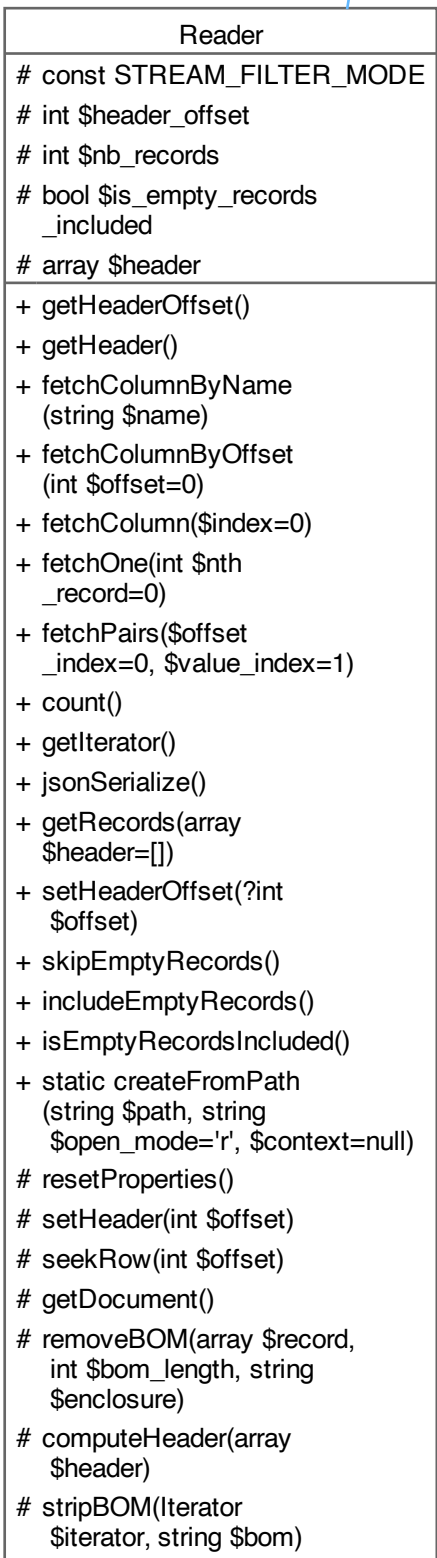 Reader
# const STREAM_FILTER_MODE
# int $header_offset
# int $nb_records
# bool $is_empty_records
_included
# array $header
+ getHeaderOffset()
+ getHeader()
+ fetchColumnByName
(string $name)
+ fetchColumnByOffset
(int $offset=0)
+ fetchColumn($index=0)
+ fetchOne(int $nth
_record=0)
+ fetchPairs($offset
_index=0, $value_index=1)
+ count()
+ getIterator()
+ jsonSerialize()
+ getRecords(array
$header=[])
+ setHeaderOffset(?int
$offset)
+ skipEmptyRecords()
+ includeEmptyRecords()
+ isEmptyRecordsIncluded()
+ static createFromPath
(string $path, string
$open_mode='r', $context=null)
# resetProperties()
# setHeader(int $offset)
# seekRow(int $offset)
# getDocument()
# removeBOM(array $record,
int $bom_length, string
$enclosure)
# computeHeader(array
$header)
# stripBOM(Iterator
$iterator, string $bom)